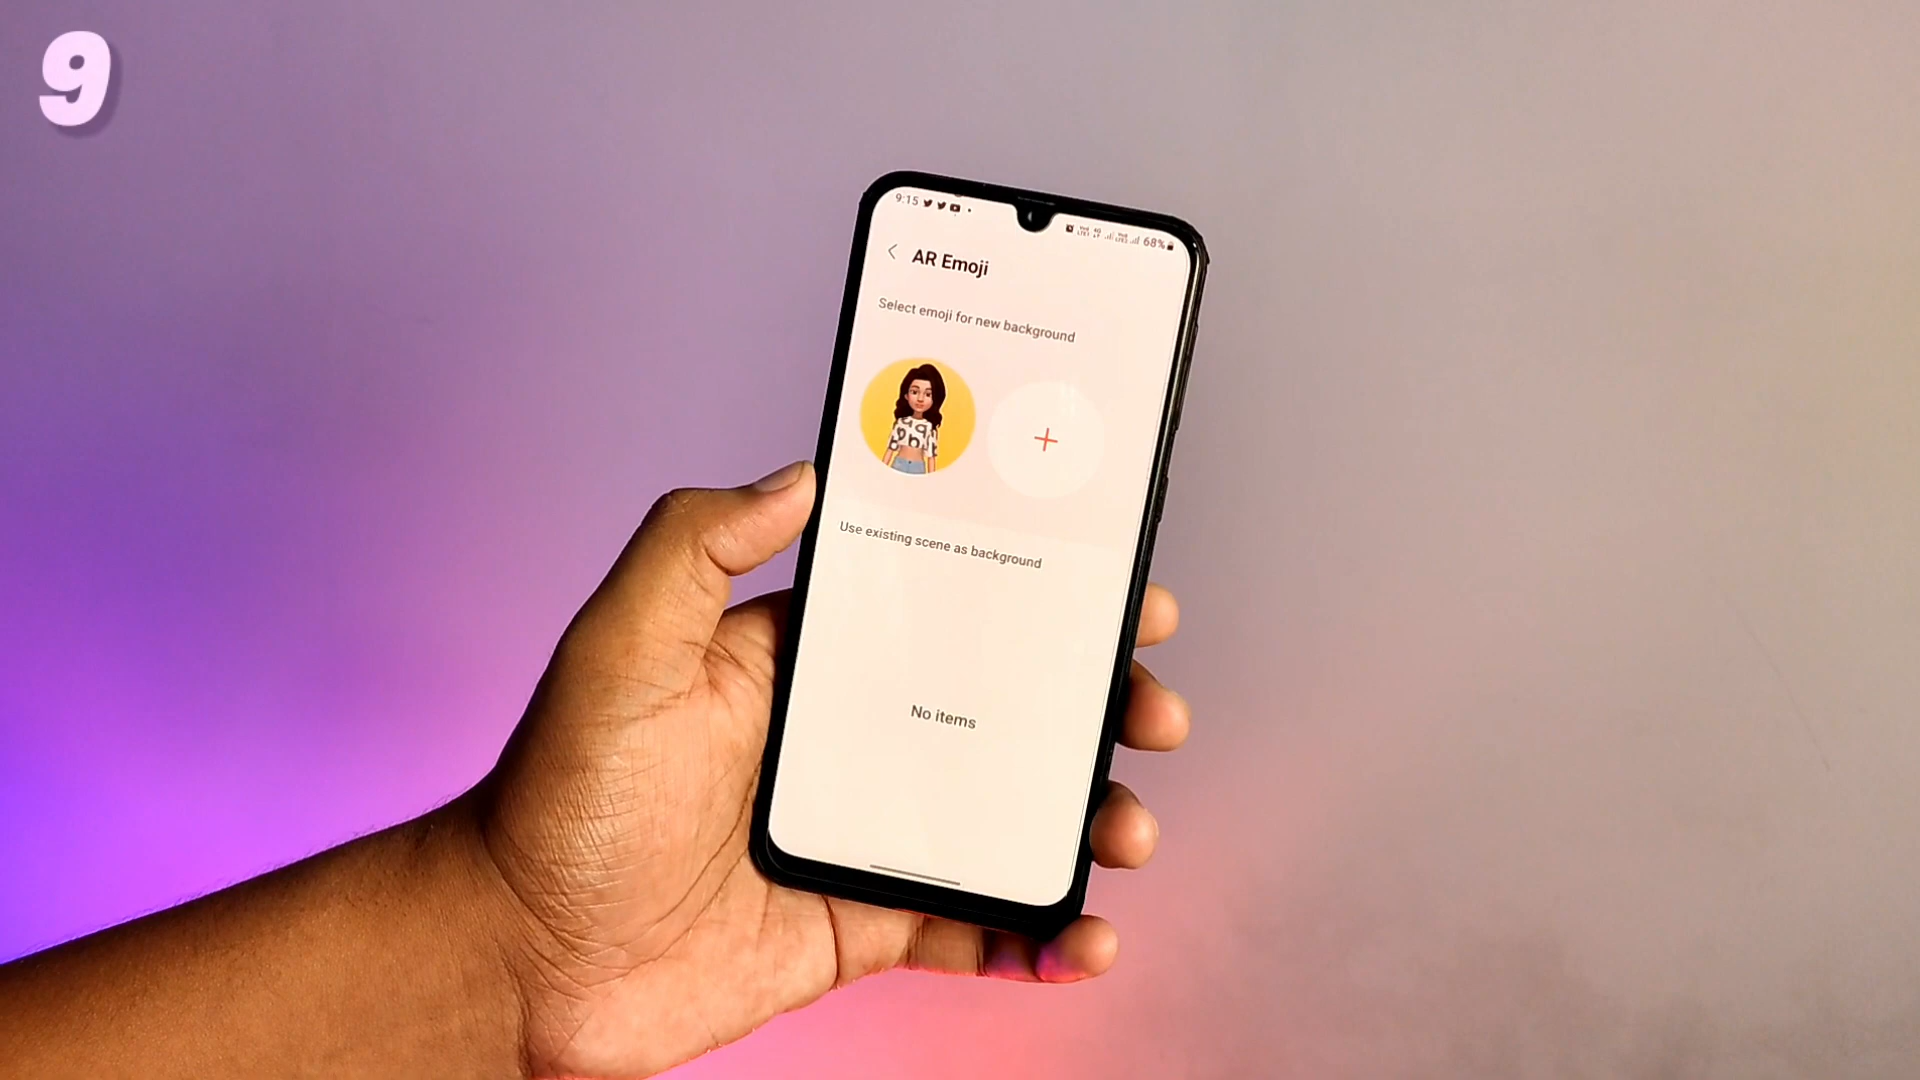 9
9:15
68%
AR Emoji
Select emoji for new background
Use existing scene as background
No items